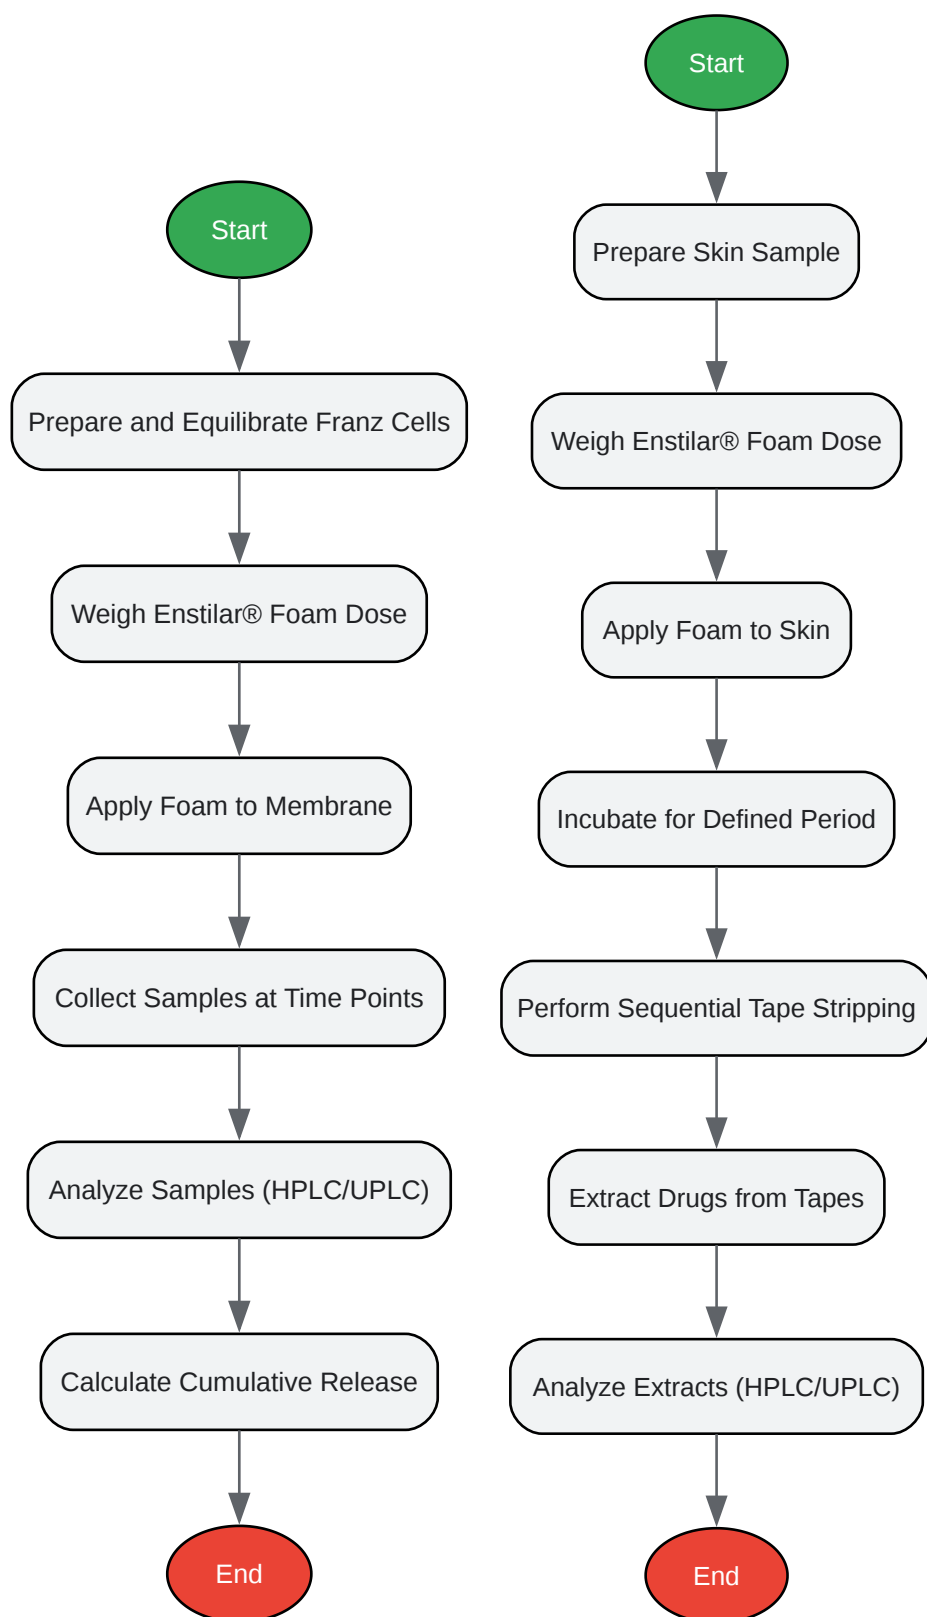 Start
Prepare and Equilibrate Franz Cells
Weigh Enstilar® Foam Dose
Apply Foam to Membrane
Collect Samples at Time Points
Analyze Samples (HPLC/UPLC)
Calculate Cumulative Release
End
Start
Prepare Skin Sample
Weigh Enstilar® Foam Dose
Apply Foam to Skin
Incubate for Defined Period
Perform Sequential Tape Stripping
Extract Drugs from Tapes
Analyze Extracts (HPLC/UPLC)
End